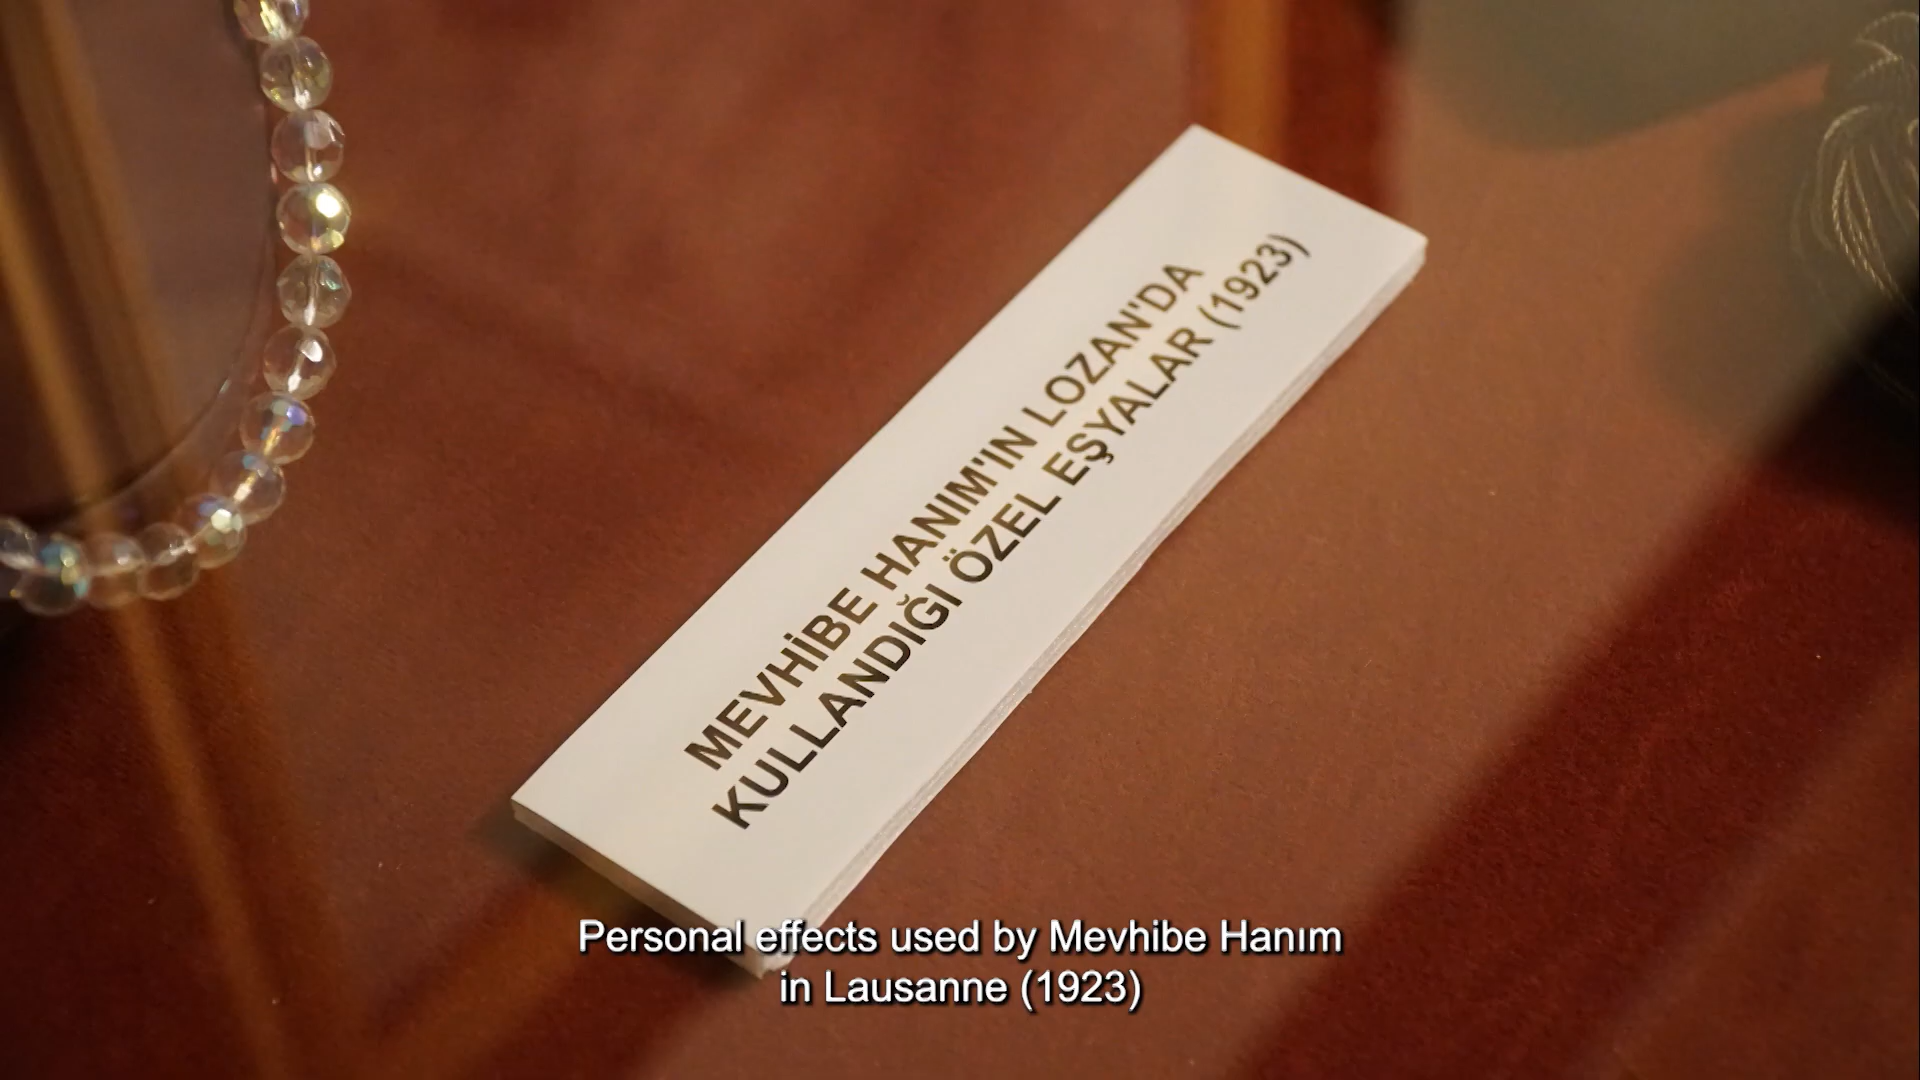 MEVHİBE HANIM'IN LOZAN'DA
KULLANDIĞI ÖZEL EŞYALAR (1923)
Personal effects used by Mevhibe Hanım
in Lausanne (1923)